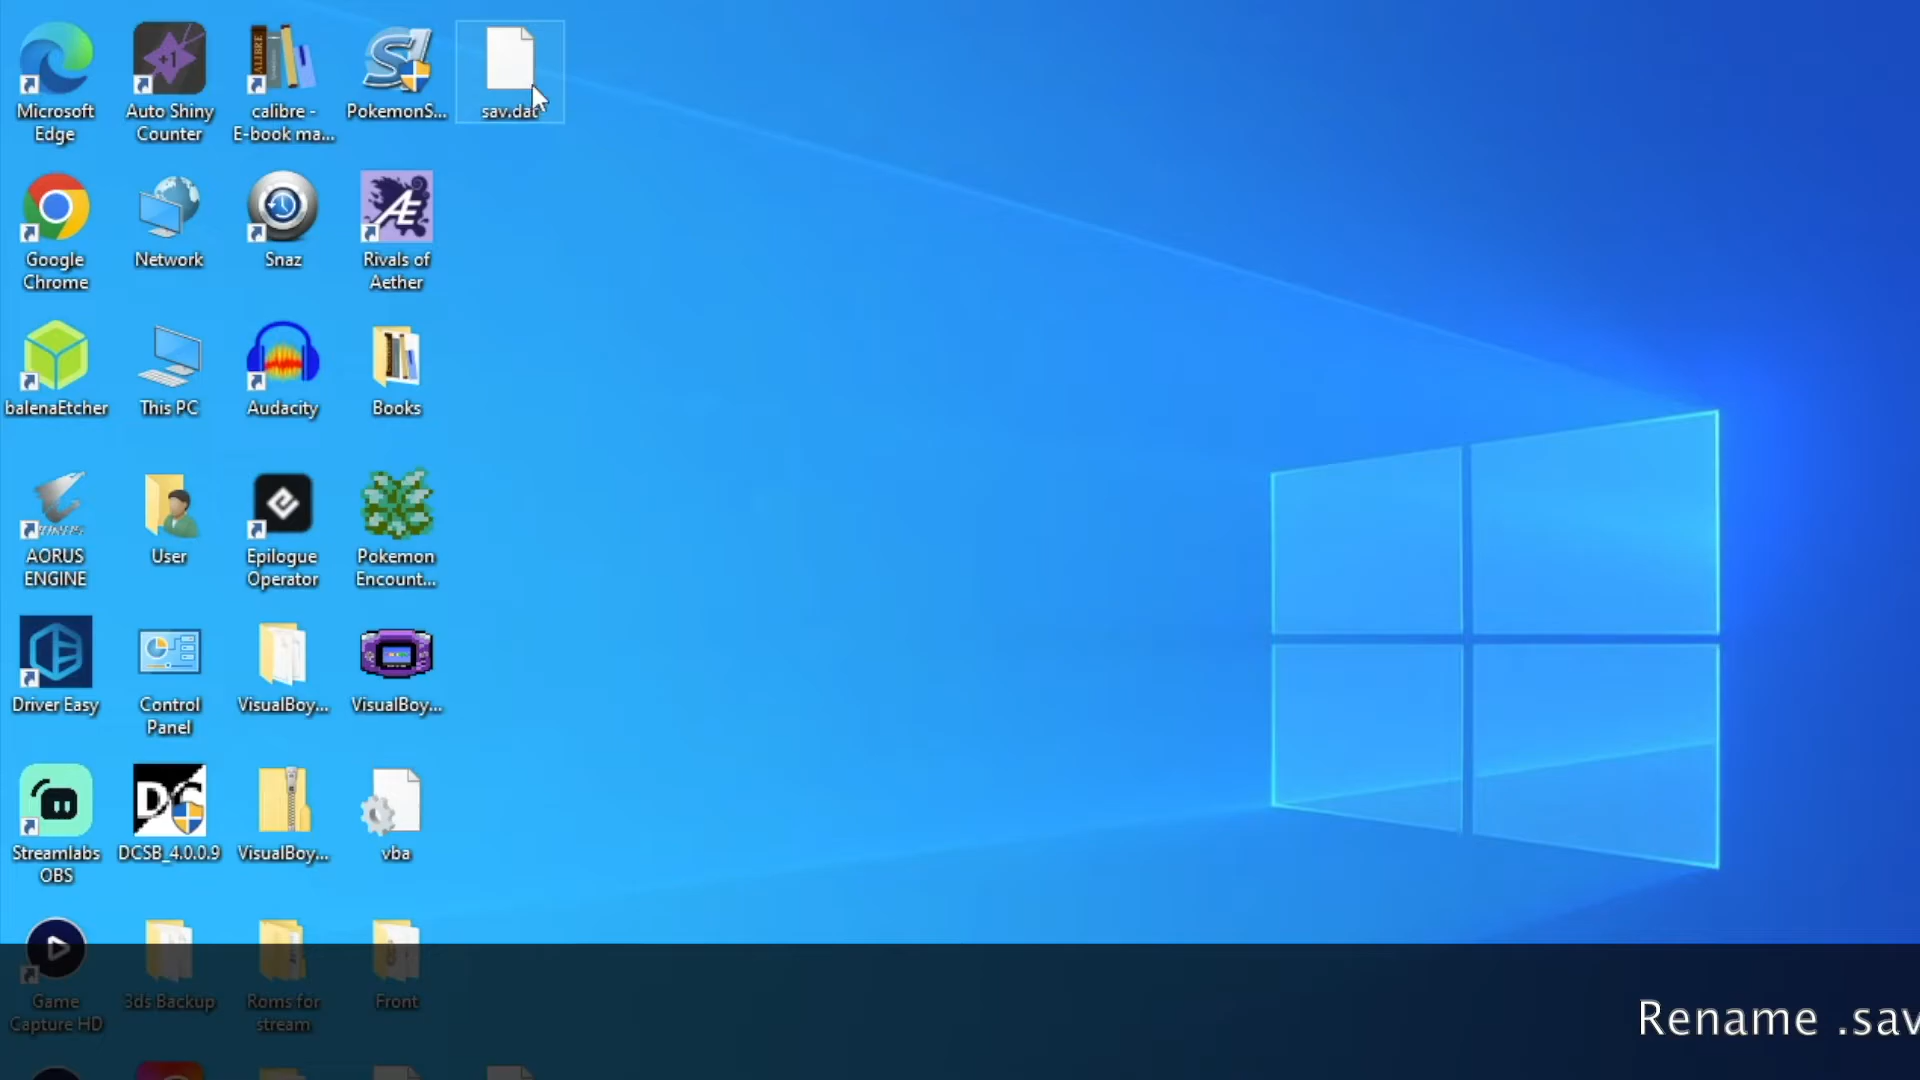 Microsoft
Edge
Auto Shiny
Counter
calibre -
E-book ma...
PokemonS...
sav.dat
Google
Chrome
Network
Snaz
Rivals of
Aether
balenaEtcher
This PC
Audacity
Books
AORUS
ENGINE
User
Epilogue
Operator
Pokemon
Encount...
Driver Easy
Control
Panel
VisualBoy...
VisualBoy...
Streamlabs
OBS
DC
DCSB_4.0.0.9
VisualBoy...
vba
Game
Capture HD
3ds Backup
Roms for
stream
Front
Rename .sav